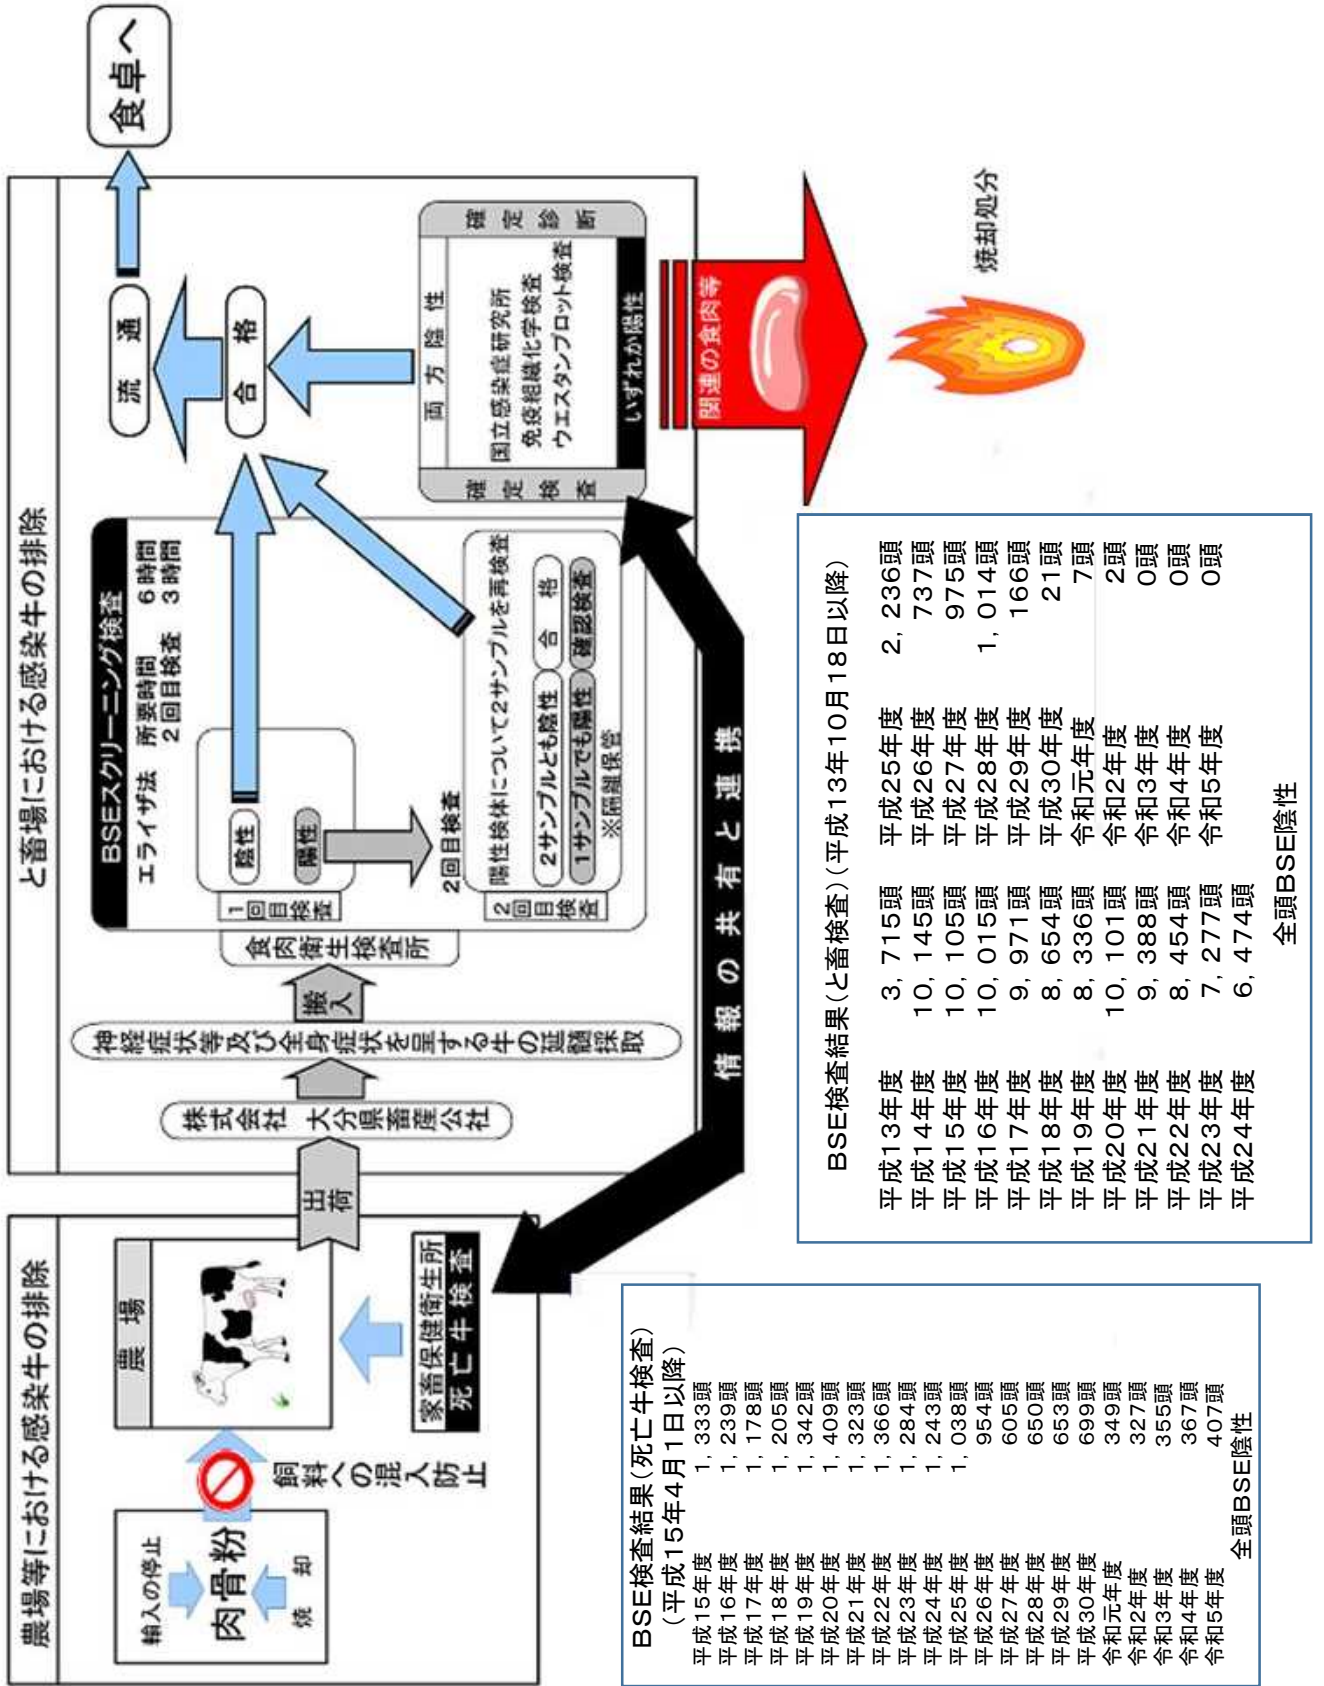 農場等における感染牛の排除
輸入の停止
肉骨粉
焼　却
飼料への混入防止
農　場
家畜保健衛生所
死亡牛検査
出荷
と畜場における感染牛の排除
株式会社　大分県畜産公社
神経症状等及び全身症状を呈する牛の延髄採取
搬入
食肉衛生検査所
BSEスクリーニング検査
エライザ法　所要時間　6時間
2回目検査　3時間
1回目検査
陰性
陽性
2回目検査
2回目検査
陽性検体について2サンプルを再検査
2サンプルとも陰性　合　格
1サンプルでも陽性　確認検査
※隔離保管
流　通
合　格
食卓へ
確定検査
両方陰性
国立感染症研究所
免疫組織化学検査
ウエスタンブロット検査
いずれか陽性
確定診断
関連の食肉等
焼却処分
情報の共有と連携
BSE検査結果(死亡牛検査)
(平成15年4月1日以降)
平成15年度　1,333頭
平成16年度　1,239頭
平成17年度　1,178頭
平成18年度　1,205頭
平成19年度　1,342頭
平成20年度　1,409頭
平成21年度　1,323頭
平成22年度　1,366頭
平成23年度　1,284頭
平成24年度　1,243頭
平成25年度　1,038頭
平成26年度　954頭
平成27年度　605頭
平成28年度　650頭
平成29年度　653頭
平成30年度　699頭
令和元年度　349頭
令和2年度　327頭
令和3年度　355頭
令和4年度　367頭
令和5年度　407頭
全頭BSE陰性
BSE検査結果(と畜検査)(平成13年10月18日以降)
平成13年度　3,715頭　平成25年度　2,236頭
平成14年度　10,145頭　平成26年度　737頭
平成15年度　10,105頭　平成27年度　975頭
平成16年度　10,015頭　平成28年度　1,014頭
平成17年度　9,971頭　平成29年度　166頭
平成18年度　8,654頭　平成30年度　21頭
平成19年度　8,336頭　令和元年度　7頭
平成20年度　10,101頭　令和2年度　2頭
平成21年度　9,388頭　令和3年度　0頭
平成22年度　8,454頭　令和4年度　0頭
平成23年度　7,277頭　令和5年度　0頭
平成24年度　6,474頭
全頭BSE陰性